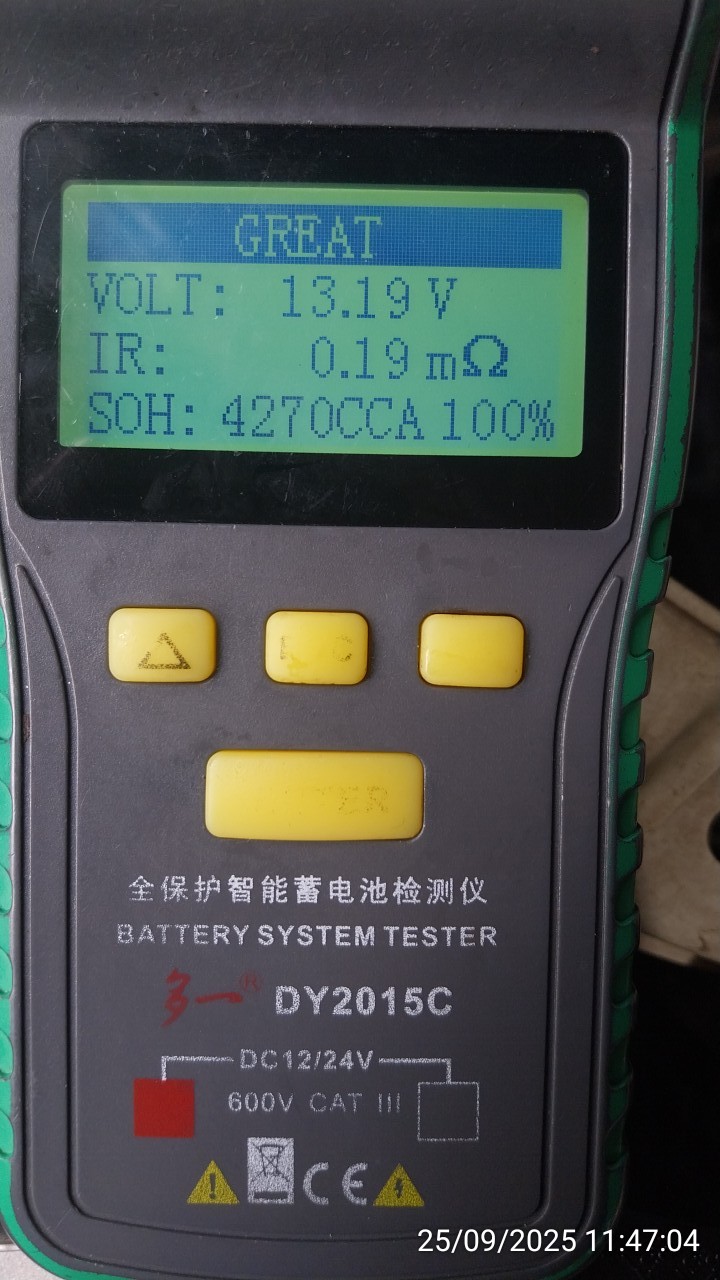 GREAT
VOLT: 13.19 V
IR: 0.19 mΩ
SOH: 4270CCA 100%
全保护智能蓄电池检测仪
BATTERY SYSTEM TESTER
多一® DY2015C
DC12/24V
600V CAT III
CE
25/09/2025 11:47:04